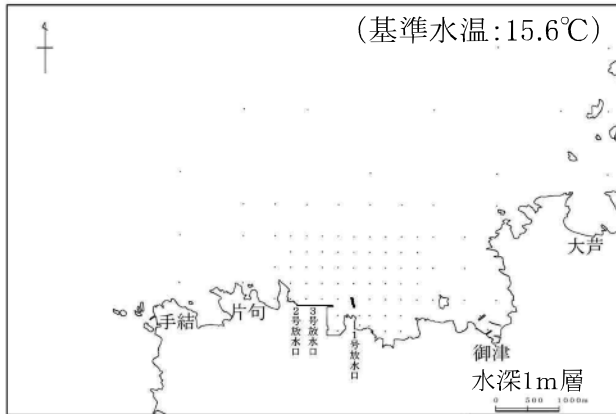 (基準水温:15.6℃)
大芦
手結
片句
2号放水口
3号放水口
1号放水口
御津
水深1m層
0 500 1000m